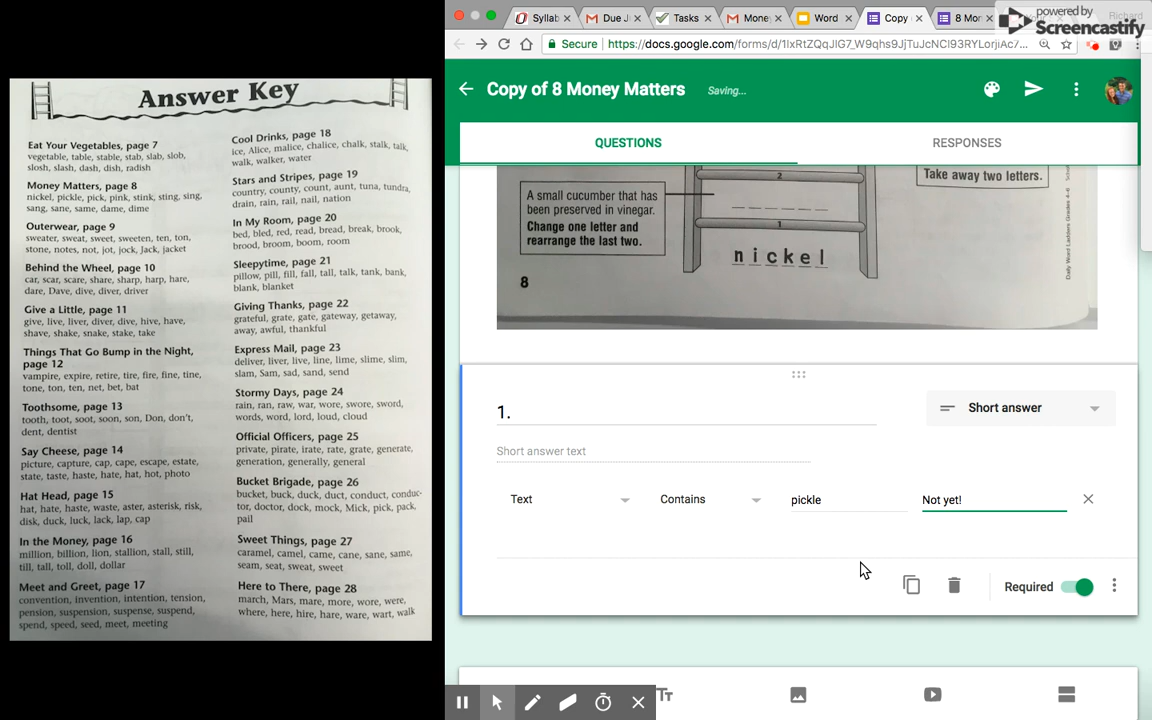 Answer Key
Eat Your Vegetables, page 7
vegetable, table, stable, stab, slab, slob,
slosh, slash, dash, dish, radish
Money Matters, page 8
nickel, pickle, pick, pink, stink, sting, sing,
sang, sane, same, dame, dime
Outerwear, page 9
sweater, sweat, sweet, sweeten, ten, ton,
stone, notes, not, jot, jock, Jack, jacket
Behind the Wheel, page 10
car, scar, scare, share, sharp, harp, hare,
dare, Dave, dive, diver, driver
Give a Little, page 11
give, live, liver, diver, dive, hive, have,
shave, shake, snake, stake, take
Things That Go Bump in the Night,
page 12
vampire, expire, retire, tire, fire, fine, tine,
tone, ton, ten, net, bet, bat
Toothsome, page 13
tooth, toot, soot, soon, son, Don, don't,
dent, dentist
Say Cheese, page 14
picture, capture, cap, cape, escape, estate,
state, taste, haste, hate, hat, hot, photo
Hat Head, page 15
hat, hate, haste, waste, aster, asterisk, risk,
disk, duck, luck, lack, lap, cap
In the Money, page 16
million, billion, lion, stallion, stall, still,
till, tall, toll, doll, dollar
Meet and Greet, page 17
convention, invention, intention, tension,
pension, suspension, suspense, suspend,
spend, speed, seed, meet, meeting
Cool Drinks, page 18
ice, Alice, malice, chalice, chalk, stalk, talk,
walk, walker, water
Stars and Stripes, page 19
country, county, count, aunt, tuna, tundra,
drain, rain, rail, nail, nation
In My Room, page 20
bed, bled, red, read, bread, break, brook,
brood, broom, boom, room
Sleepytime, page 21
pillow, pill, fill, fall, tall, talk, tank, bank,
blank, blanket
Giving Thanks, page 22
grateful, grate, gate, gateway, getaway,
away, awful, thankful
Express Mail, page 23
deliver, liver, live, line, lime, slime, slim,
slam, Sam, sad, sand, send
Stormy Days, page 24
rain, ran, raw, war, wore, swore, sword,
words, word, lord, loud, cloud
Official Officers, page 25
private, pirate, irate, rate, grate, generate,
generation, generally, general
Bucket Brigade, page 26
bucket, buck, duck, duct, conduct, conduc-
tor, doctor, dock, mock, Mick, pick, pack,
pail
Sweet Things, page 27
caramel, camel, came, cane, sane, same,
seam, seat, sweat, sweet
Here to There, page 28
march, Mars, mare, more, wore, were,
where, here, hire, hare, ware, wart, walk
Syllab
Due J
Tasks
Mone
Word
Copy
8 Mor
powered by
Screencastify
Richard
Secure https://docs.google.com/forms/d/1lxRtZQqJlG7_W9qhs9JjTuJcNCl93RYLorjiAc7...
Copy of 8 Money Matters Saving...
QUESTIONS RESPONSES
2
A small cucumber that has
been preserved in vinegar.
Change one letter and
rearrange the last two.
Take away two letters.
1
nickel
8
Daily Word Ladders Grades 4-6
1.
Short answer
Short answer text
Text Contains pickle Not yet!
Required
Tт